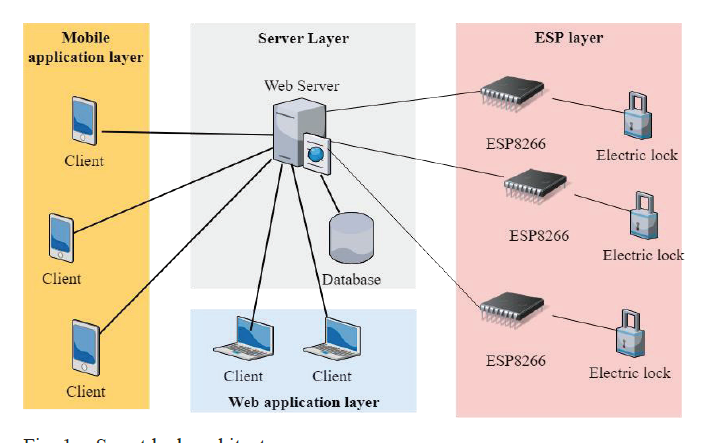 Mobile
application layer
Server Layer
ESP layer
Web Server
Client
Client
Client
Database
Client
Client
Web application layer
ESP8266
Electric lock
ESP8266
Electric lock
ESP8266
Electric lock